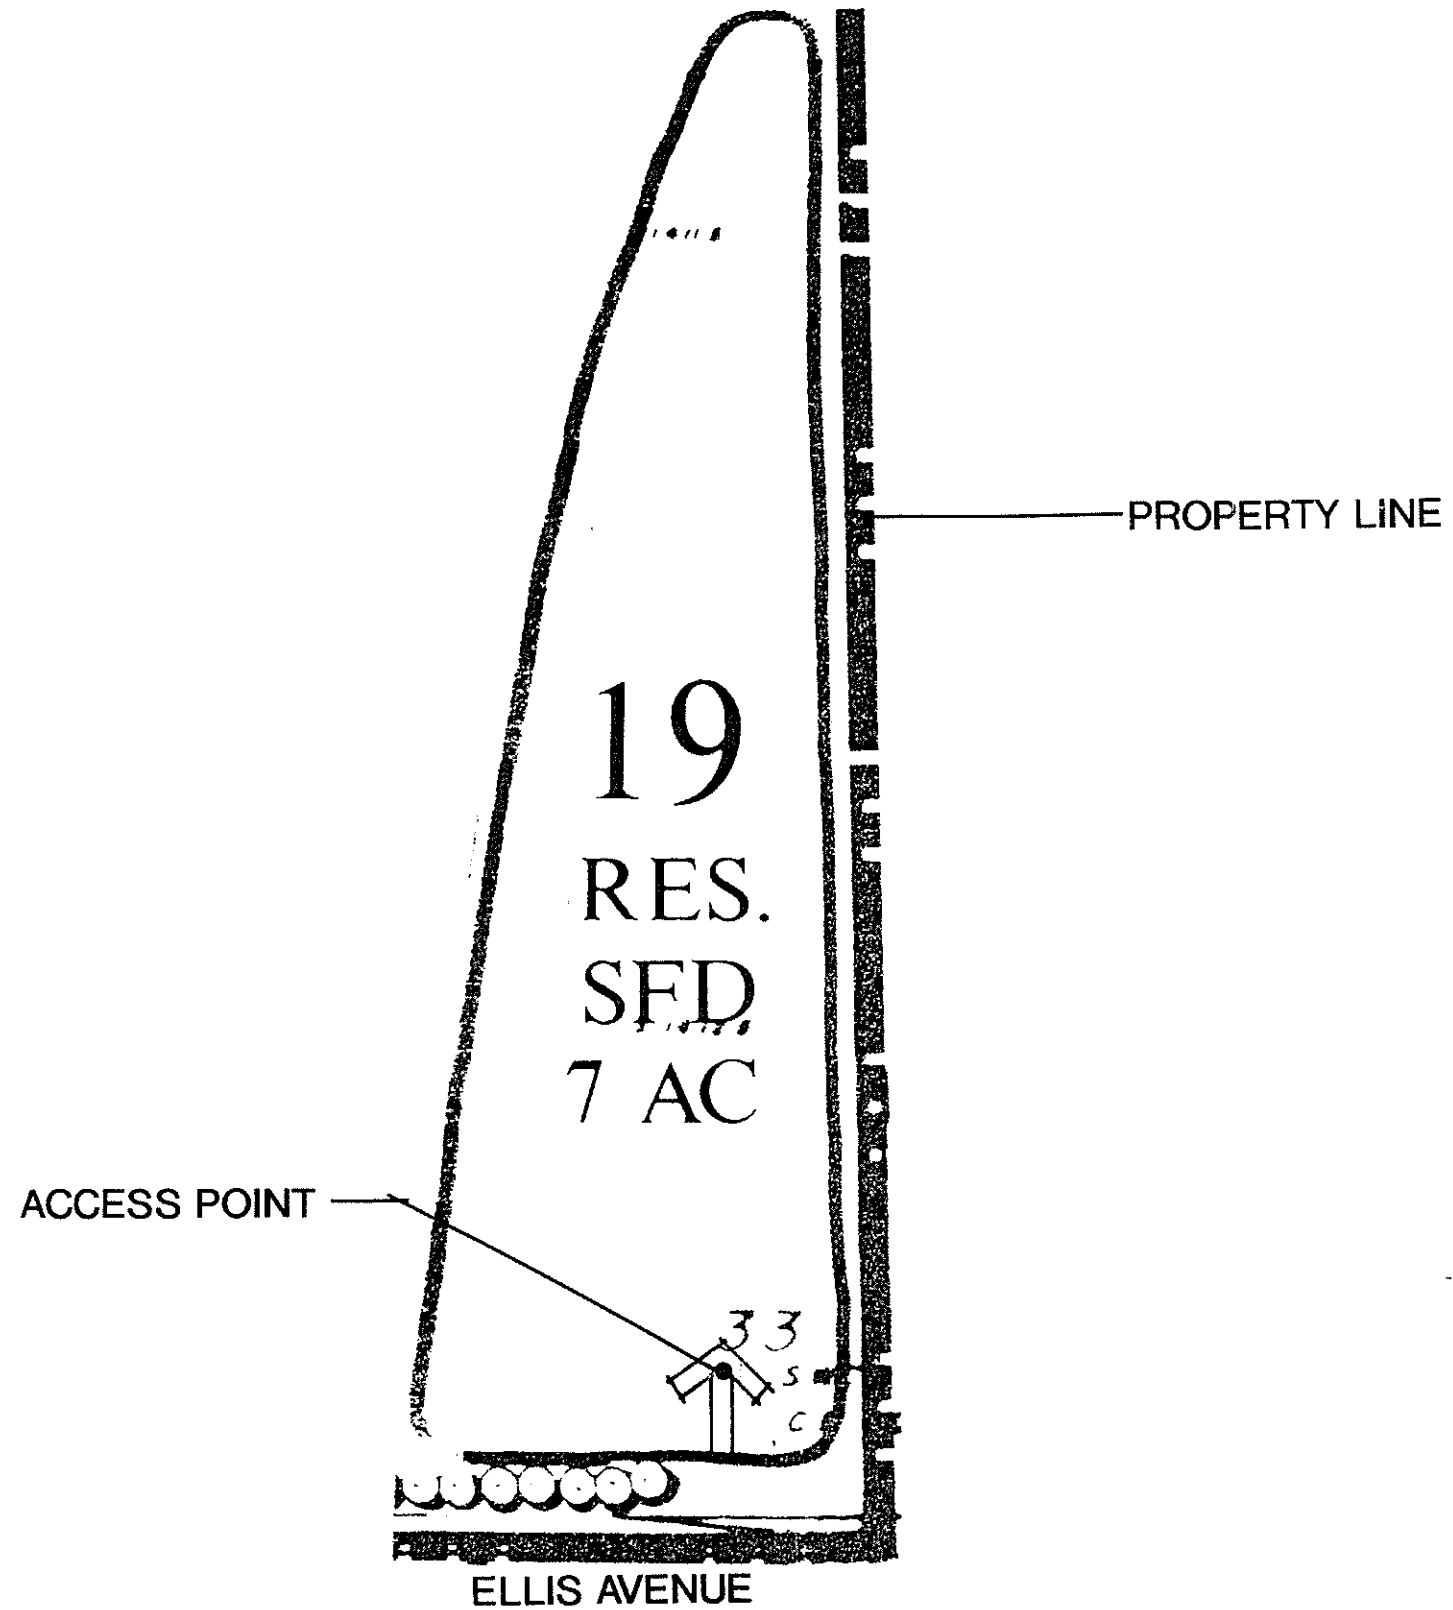 PROPERTY LINE
19
RES.
SFD
7 AC
ACCESS POINT
33
S
C
ELLIS AVENUE